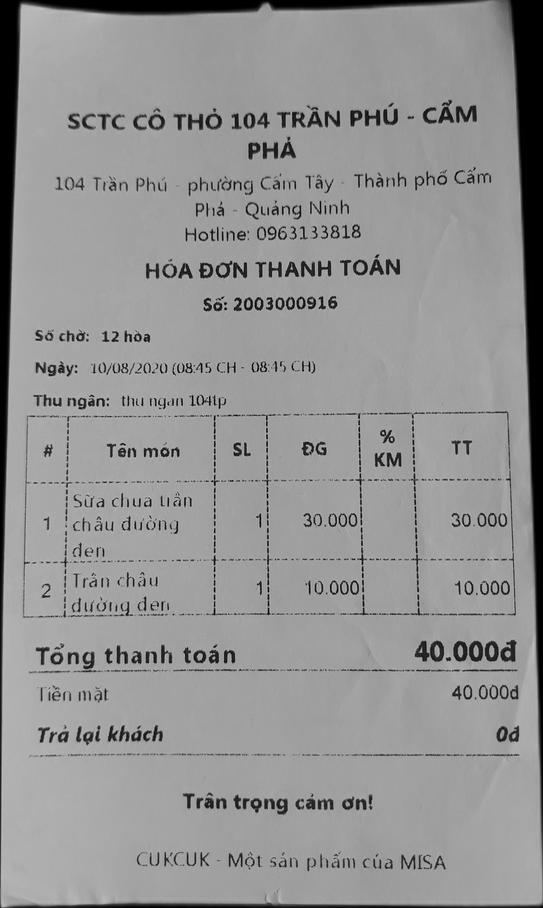 SCTC CÔ THỎ 104 TRẦN PHÚ - CẨM
PHẢ
104 Trần Phú - phường Cẩm Tây - Thành phố Cẩm
Phả - Quảng Ninh
Hotline: 0963133818
HÓA ĐƠN THANH TOÁN
Số: 2003000916
Số chờ: 12 hòa
Ngày: 10/08/2020 (08:45 CH - 08:45 CH)
Thu ngân: thu ngan 104tp
# Tên món SL ĐG % KM TT
1 Sữa chua trân châu đường đen 1 30.000 30.000
2 Trân châu đường đen 1 10.000 10.000
Tổng thanh toán 40.000đ
Tiền mặt 40.000đ
Trả lại khách 0đ
Trân trọng cảm ơn!
CUKCUK - Một sản phẩm của MISA